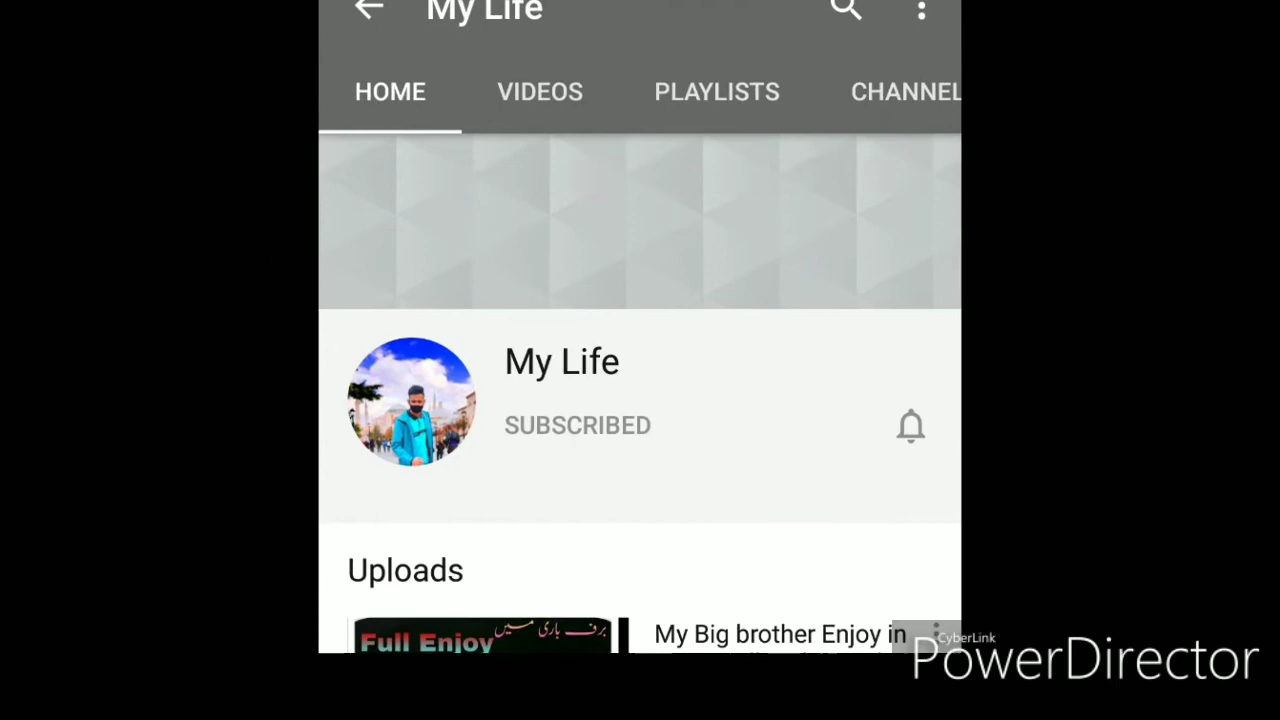 My Life
HOME VIDEOS PLAYLISTS CHANNEL
My Life
SUBSCRIBED
Uploads
Full Enjoy برف باری میں
My Big brother Enjoy in
CyberLink
PowerDirector